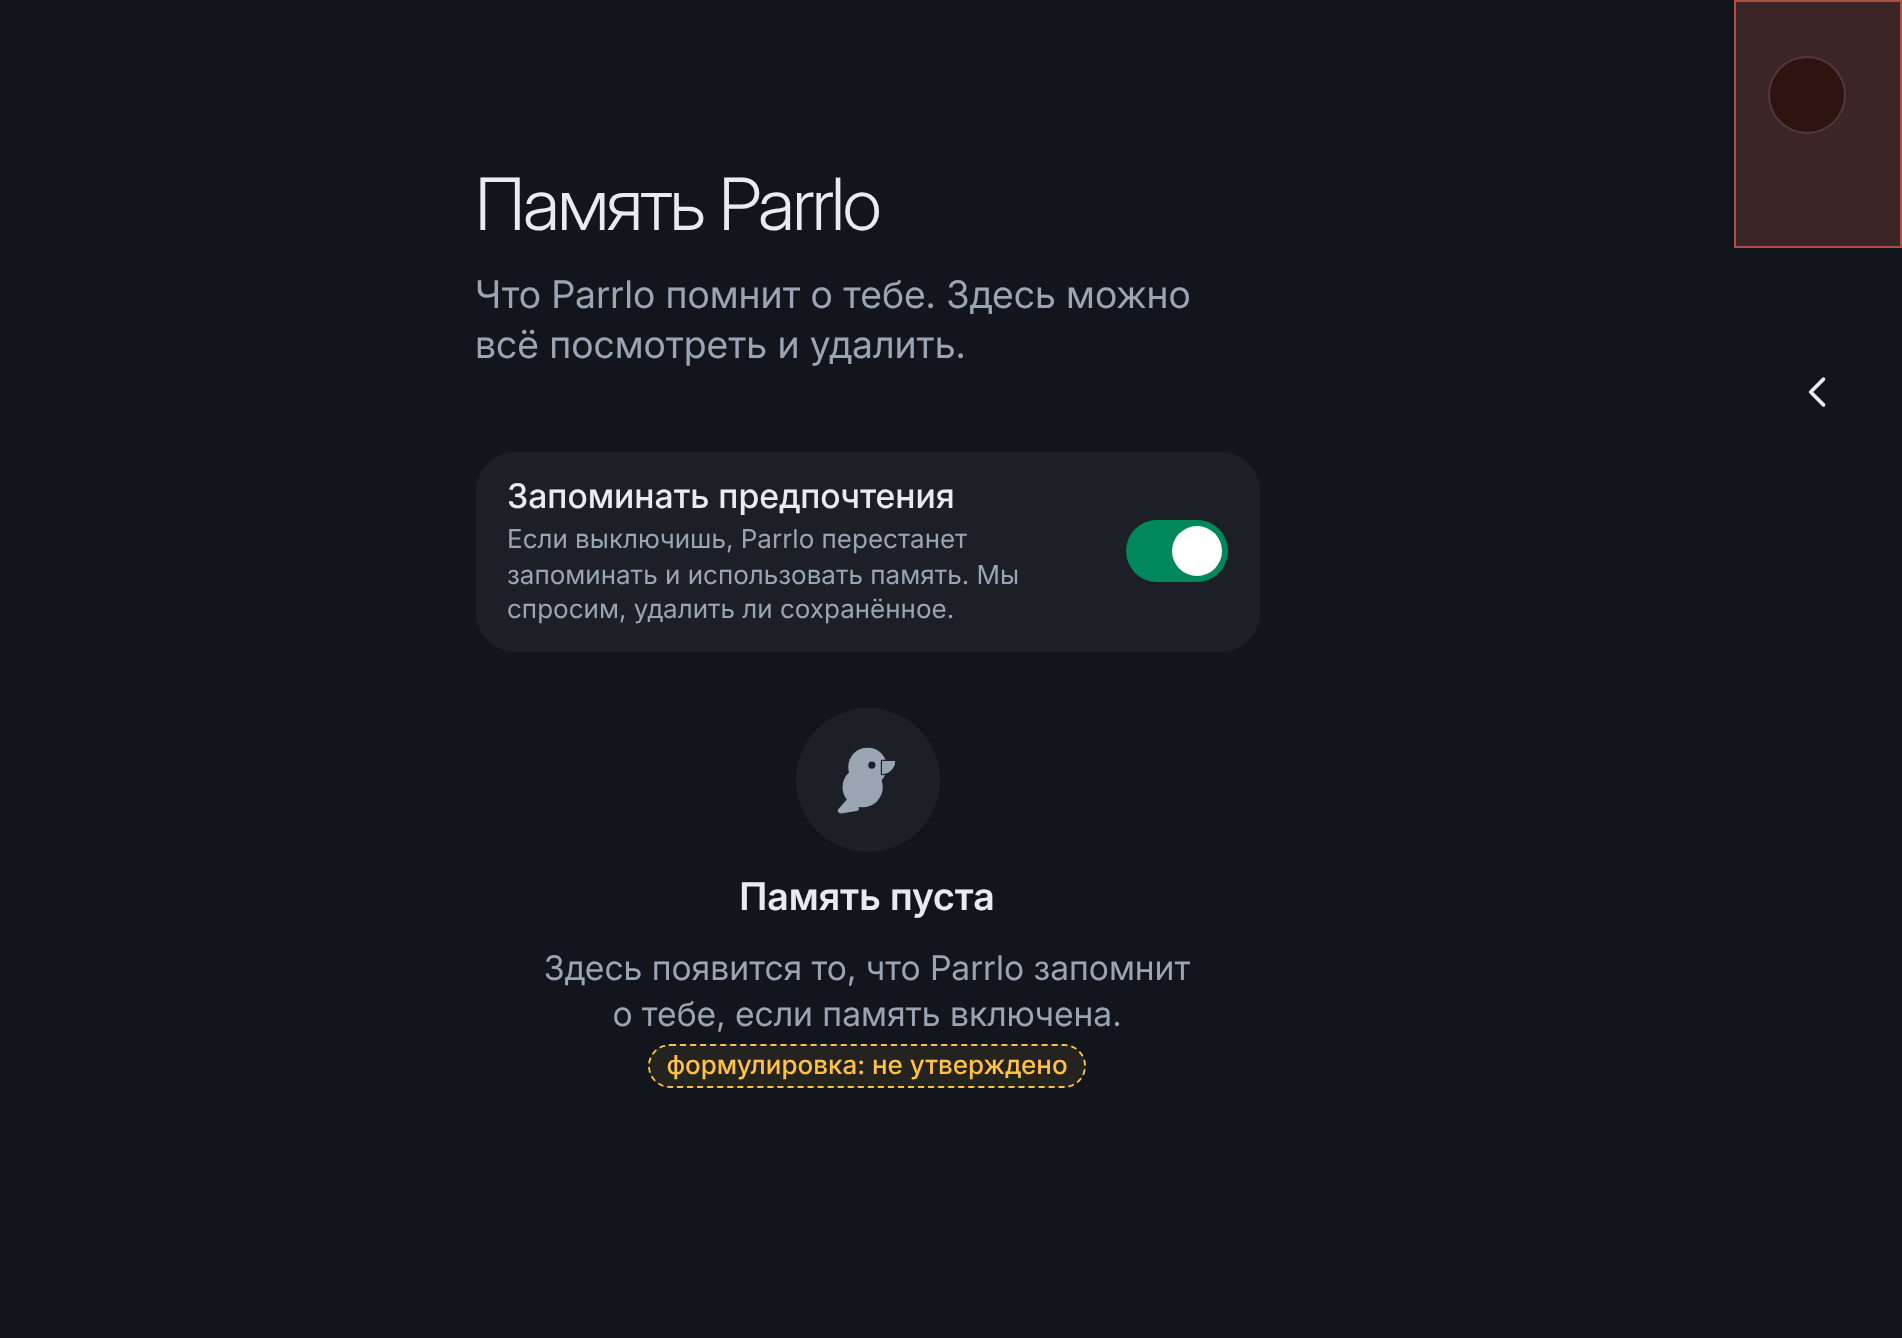 Память Parrlo
Что Parrlo помнит о тебе. Здесь можно
всё посмотреть и удалить.
Запоминать предпочтения
Если выключишь, Parrlo перестанет
запоминать и использовать память. Мы
спросим, удалить ли сохранённое.
Память пуста
Здесь появится то, что Parrlo запомнит
о тебе, если память включена.
формулировка: не утверждено